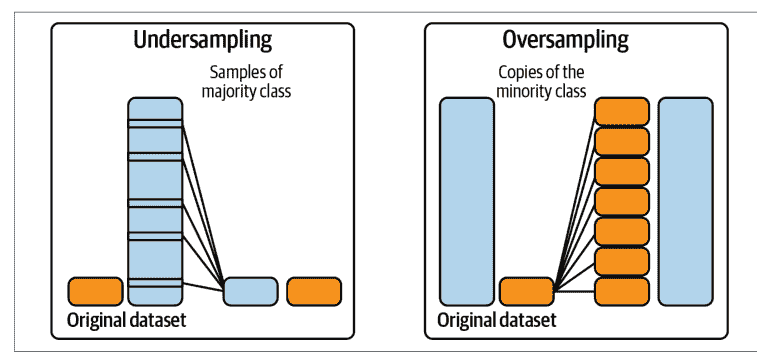 Undersampling
Samples of
majority class
Original dataset
Oversampling
Copies of the
minority class
Original dataset